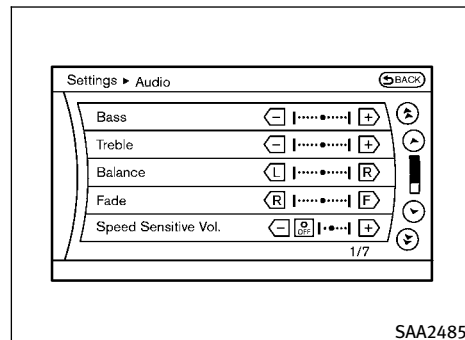 Settings ▶ Audio BACK
Bass - +
Treble - +
Balance L R
Fade R F
Speed Sensitive Vol. - OFF +
1/7
SAA2485